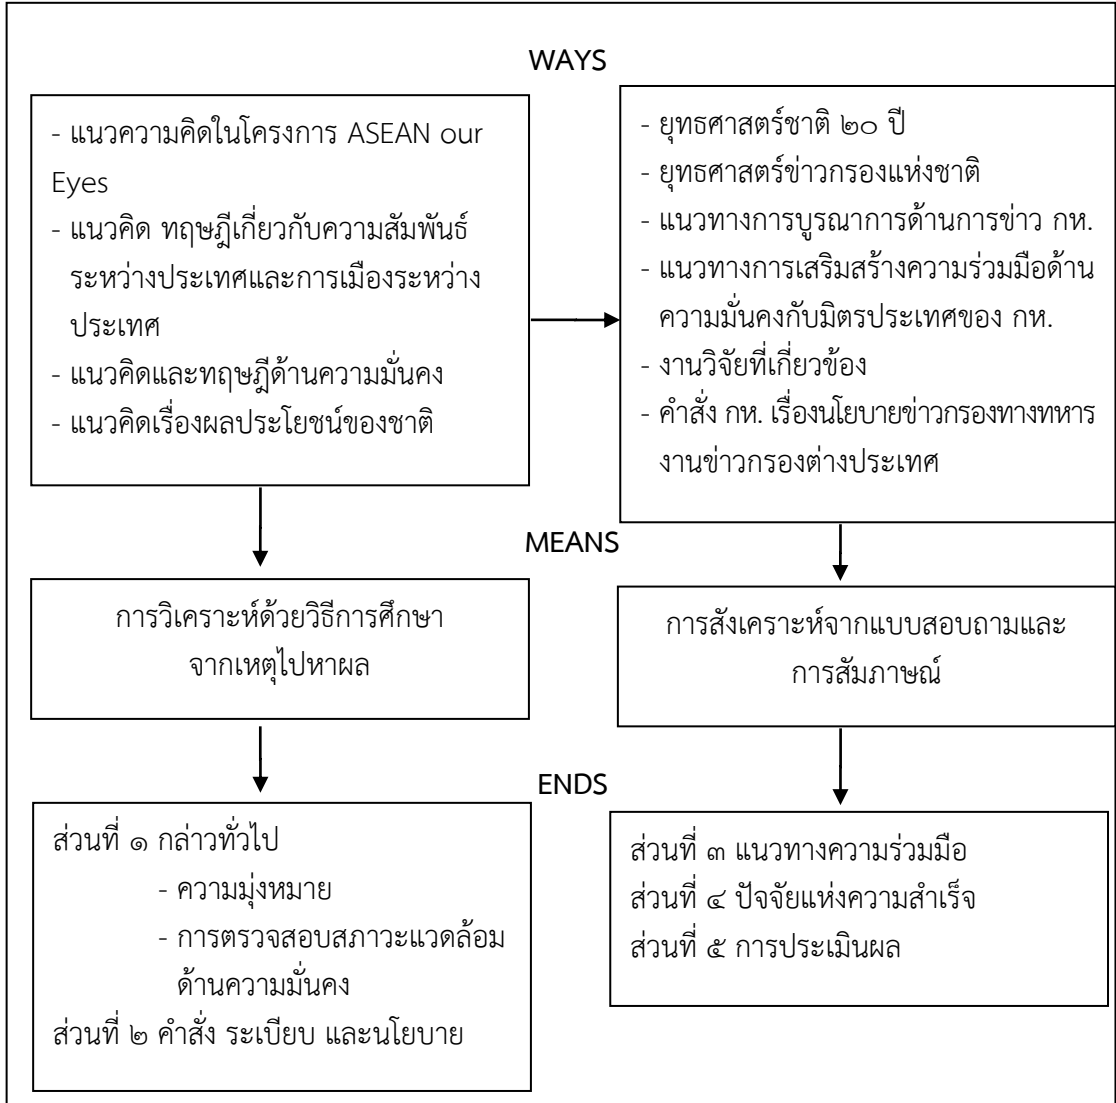 WAYS
- แนวความคิดในโครงการ ASEAN our
Eyes
- แนวคิด ทฤษฎีเกี่ยวกับความสัมพันธ์
ระหว่างประเทศและการเมืองระหว่าง
ประเทศ
- แนวคิดและทฤษฎีด้านความมั่นคง
- แนวคิดเรื่องผลประโยชน์ของชาติ
- ยุทธศาสตร์ชาติ ๒๐ ปี
- ยุทธศาสตร์ข่าวกรองแห่งชาติ
- แนวทางการบูรณาการด้านการข่าว กห.
- แนวทางการเสริมสร้างความร่วมมือด้าน
ความมั่นคงกับมิตรประเทศของ กห.
- งานวิจัยที่เกี่ยวข้อง
- คำสั่ง กห. เรื่องนโยบายข่าวกรองทางทหาร
งานข่าวกรองต่างประเทศ
MEANS
การวิเคราะห์ด้วยวิธีการศึกษา
จากเหตุไปหาผล
การสังเคราะห์จากแบบสอบถามและ
การสัมภาษณ์
ENDS
ส่วนที่ ๑ กล่าวทั่วไป
- ความมุ่งหมาย
- การตรวจสอบสภาวะแวดล้อม
ด้านความมั่นคง
ส่วนที่ ๒ คำสั่ง ระเบียบ และนโยบาย
ส่วนที่ ๓ แนวทางความร่วมมือ
ส่วนที่ ๔ ปัจจัยแห่งความสำเร็จ
ส่วนที่ ๕ การประเมินผล